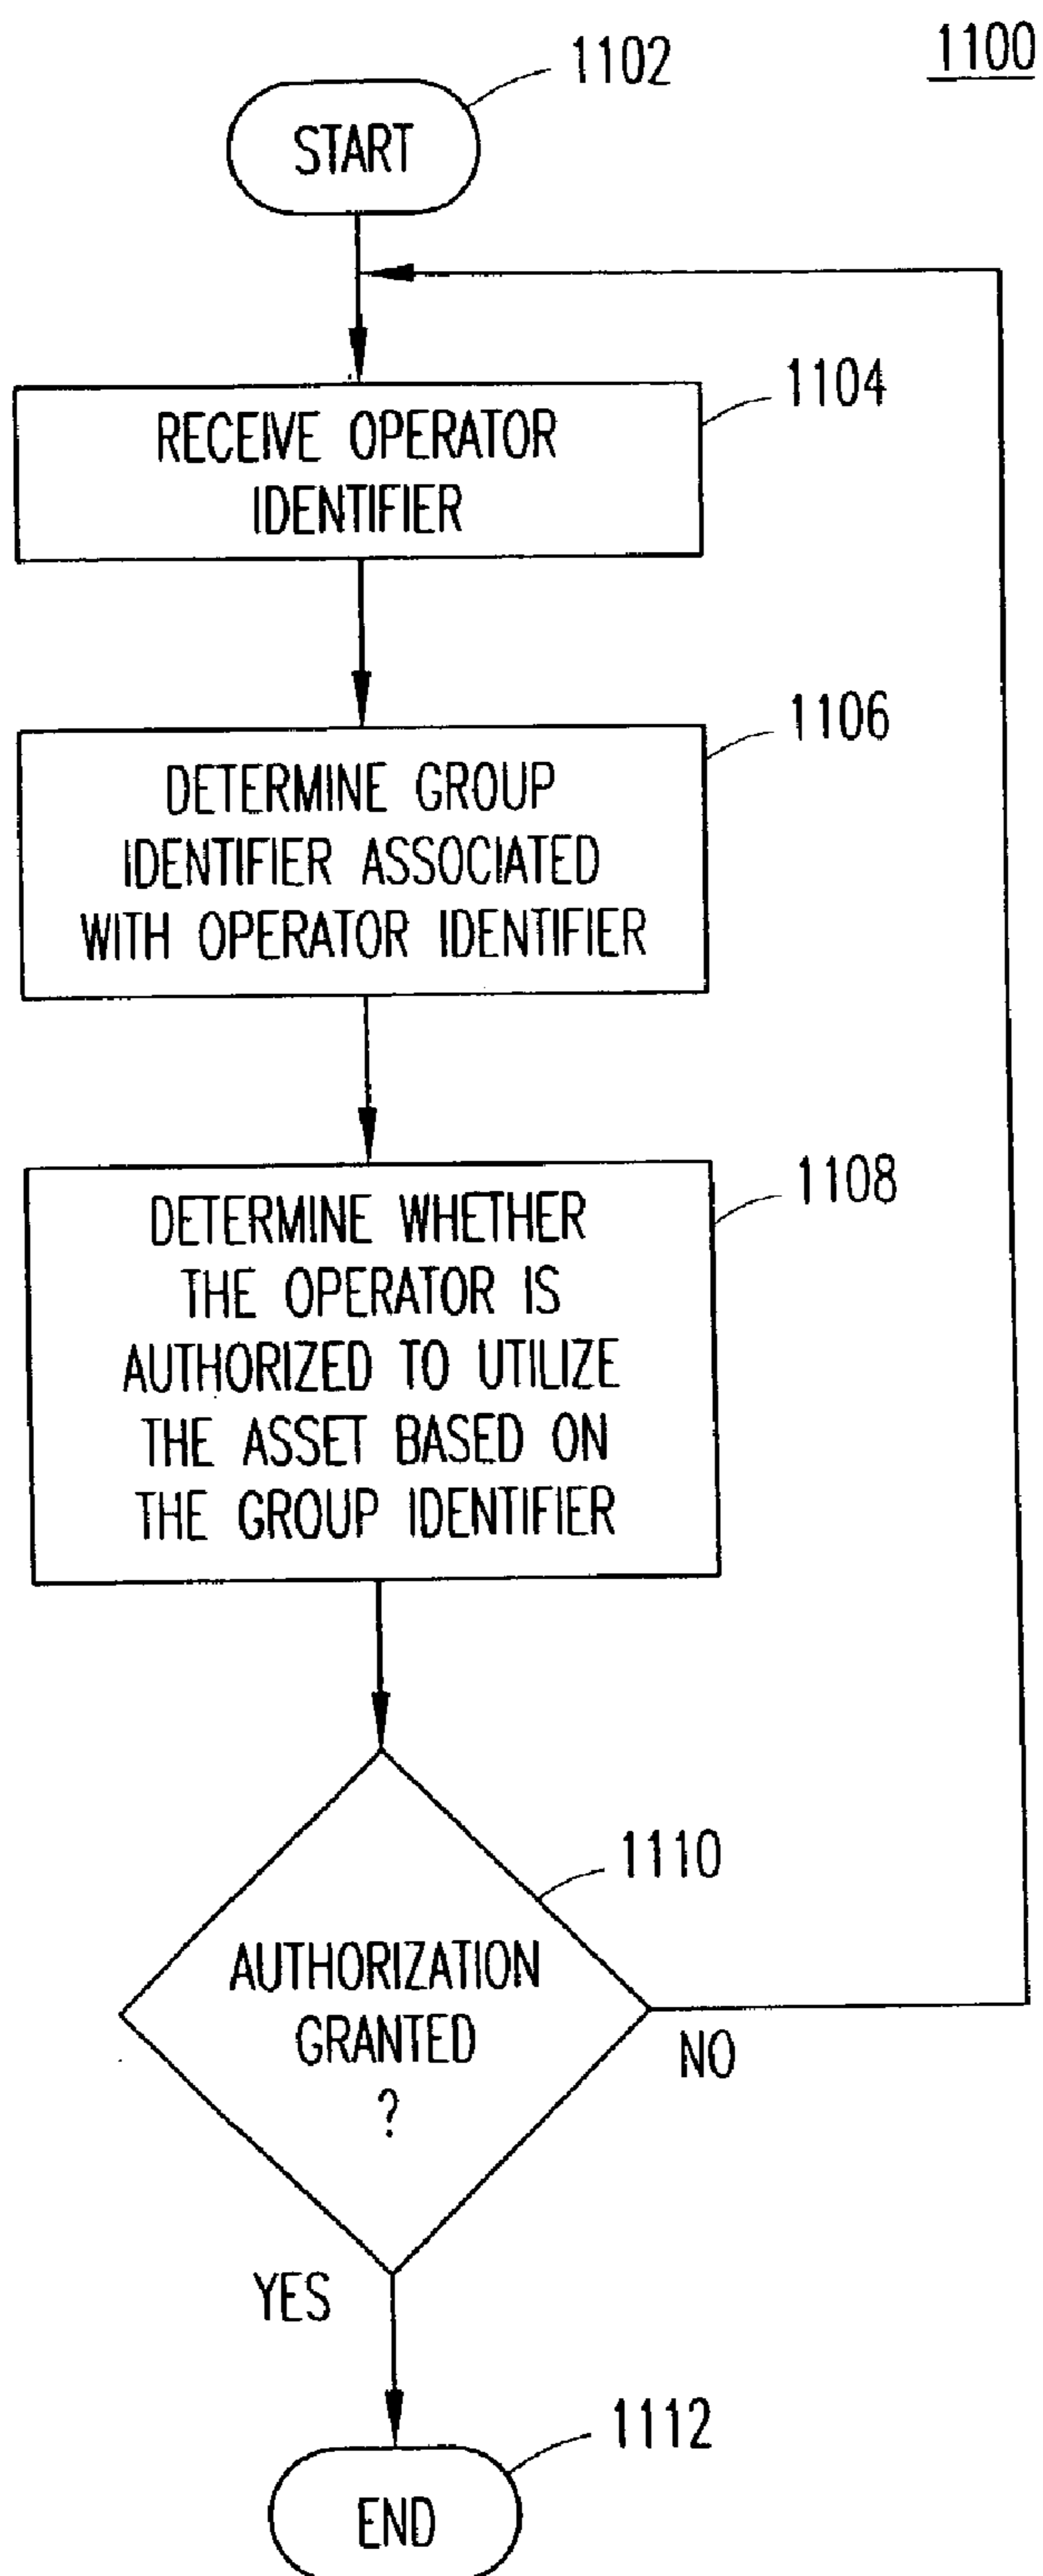 1100
1102
START
1104
RECEIVE OPERATOR
IDENTIFIER
1106
DETERMINE GROUP
IDENTIFIER ASSOCIATED
WITH OPERATOR IDENTIFIER
1108
DETERMINE WHETHER
THE OPERATOR IS
AUTHORIZED TO UTILIZE
THE ASSET BASED ON
THE GROUP IDENTIFIER
1110
AUTHORIZATION
GRANTED
?
NO
YES
1112
END